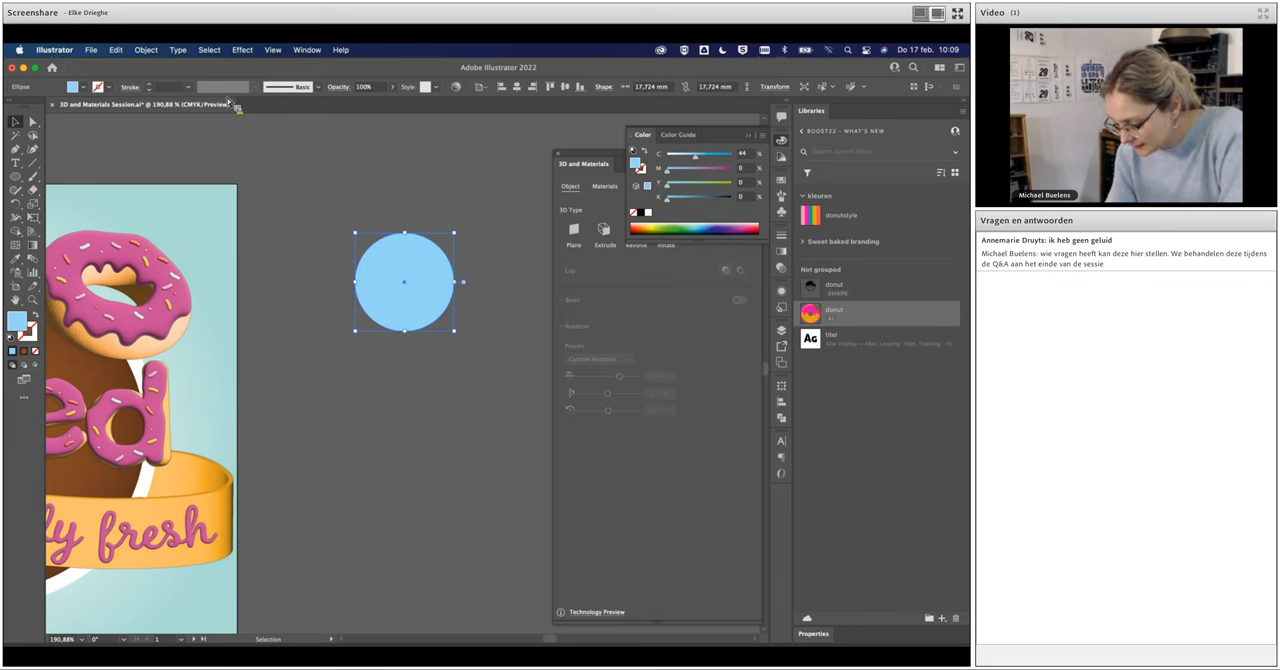 Screenshare - Elke Drieghe
Illustrator File Edit Object Type Select Effect View Window Help
Do 17 feb. 10:09
Adobe Illustrator 2022
Ellipse
Stroke:
Basic
Opacity: 100%
Style:
Shape: 17,724 mm
17,724 mm
Transform
3D and Materials Session.ai* @ 190,88 % (CMYK/Preview)
ed
ly fresh
Color Color Guide
C 44 %
M 0 %
Y 0 %
K 0 %
3D and Materials
Object Materials
3D Type
Plane Extrude Revolve Inflate
Cap
Bevel
Rotation
Presets
Custom Rotation
Technology Preview
Libraries
BOOST22 - WHAT'S NEW
Search current library
kleuren
donutstyle
Sweet baked branding
Not grouped
donut
SHAPE
donut
AI
Ag
titel
Properties
190,88%
0°
1
Selection
Video (1)
Michael Buelens
Vragen en antwoorden
Annemarie Druyts: ik heb geen geluid
Michael Buelens: wie vragen heeft kan deze hier stellen. We behandelen deze tijdens
de Q&A aan het einde van de sessie